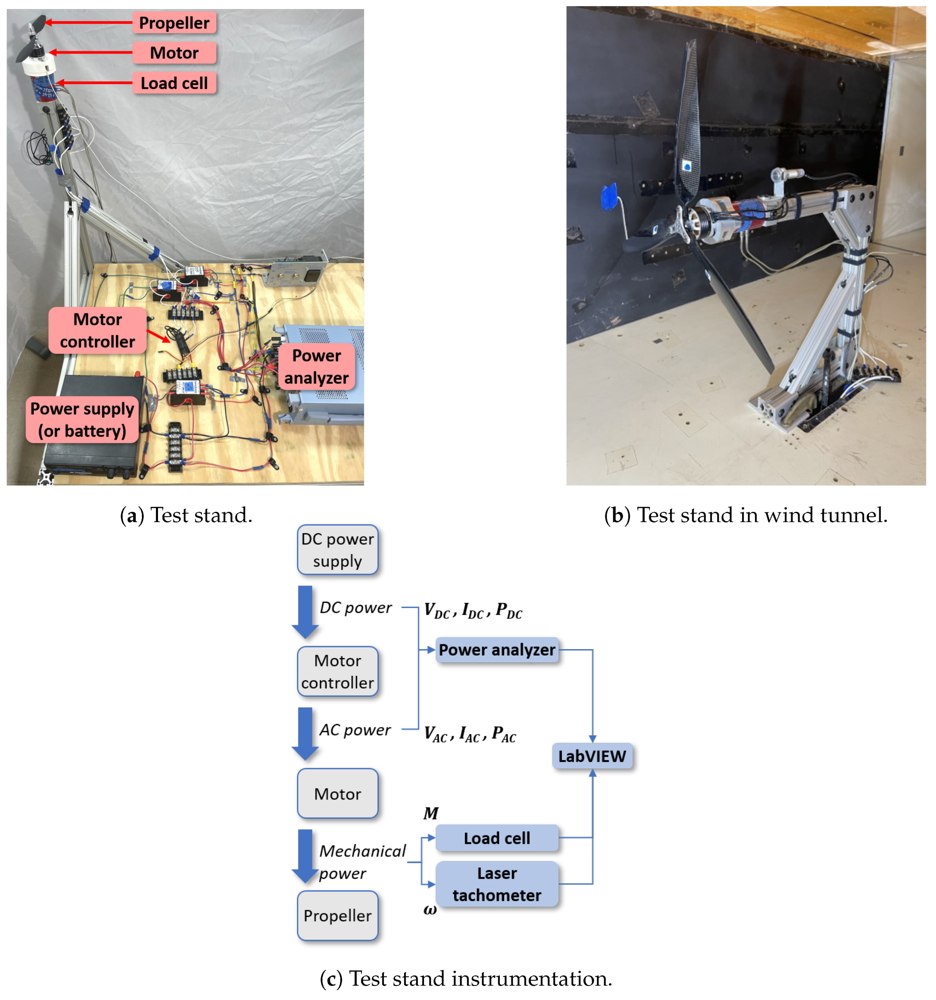 Propeller
Motor
Load cell
Motor
controller
Power
analyzer
Power supply
(or battery)
(a) Test stand.
(b) Test stand in wind tunnel.
DC power
supply
DC power
V_DC , I_DC , P_DC
Power analyzer
Motor
controller
AC power
V_AC , I_AC , P_AC
LabVIEW
Motor
M
Load cell
Mechanical
power
Laser
tachometer
ω
Propeller
(c) Test stand instrumentation.